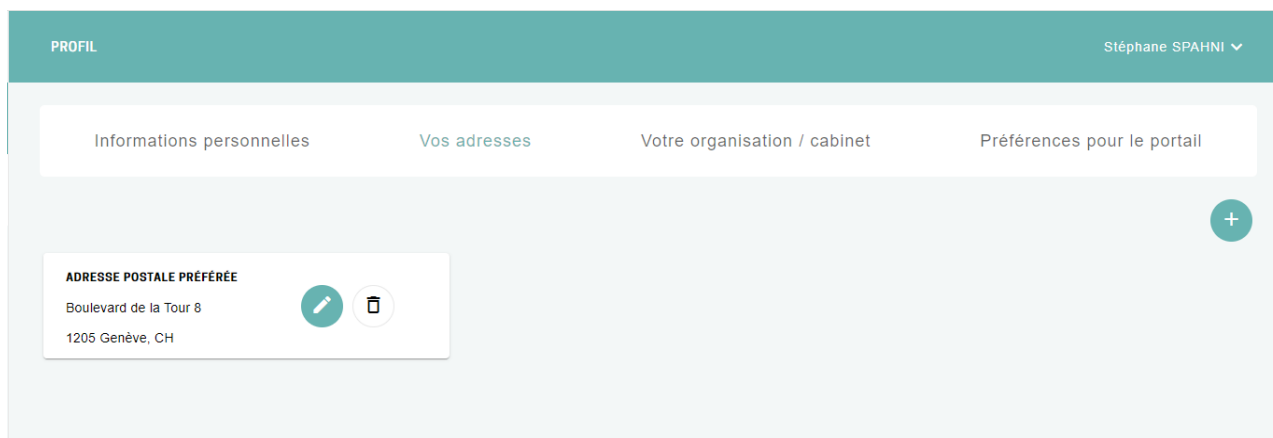 PROFIL
Stéphane SPAHNI
Informations personnelles
Vos adresses
Votre organisation / cabinet
Préférences pour le portail
+
ADRESSE POSTALE PRÉFÉRÉE
Boulevard de la Tour 8
1205 Genève, CH